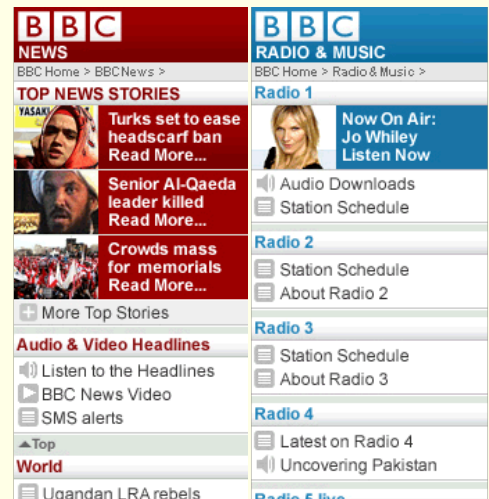 BBC
NEWS
BBC Home > BBCNews >
TOP NEWS STORIES
YASAK
Turks set to ease
headscarf ban
Read More...
Senior Al-Qaeda
leader killed
Read More...
Crowds mass
for memorials
Read More...
More Top Stories
Audio & Video Headlines
Listen to the Headlines
BBC News Video
SMS alerts
Top
World
Ugandan LRA rebels
BBC
RADIO & MUSIC
BBC Home > Radio & Music >
Radio 1
Now On Air:
Jo Whiley
Listen Now
Audio Downloads
Station Schedule
Radio 2
Station Schedule
About Radio 2
Radio 3
Station Schedule
About Radio 3
Radio 4
Latest on Radio 4
Uncovering Pakistan
Radio 5 live